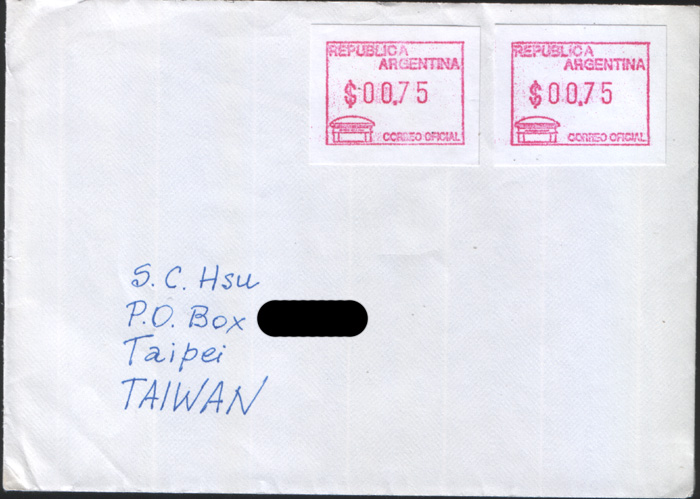 REPUBLICA
ARGENTINA
$00.75
CORREO OFICIAL
REPUBLICA
ARGENTINA
$00.75
CORREO OFICIAL
S. C. Hsu
P.O. Box
Taipei
TAIWAN